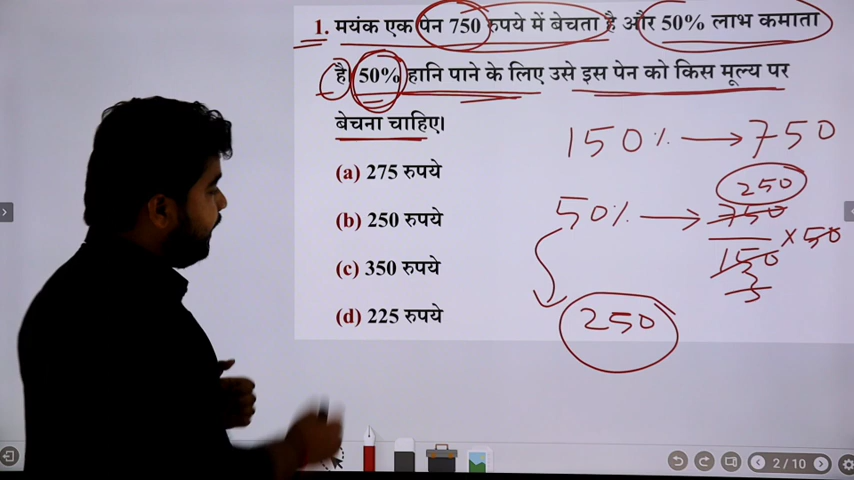 1. मयंक एक पेन 750 रुपये में बेचता है और 50% लाभ कमाता
है 50% हानि पाने के लिए उसे इस पेन को किस मूल्य पर
बेचना चाहिए।
(a) 275 रुपये
(b) 250 रुपये
(c) 350 रुपये
(d) 225 रुपये
150% → 750
250
50% → 750
150 × 50
3
250
2 / 10